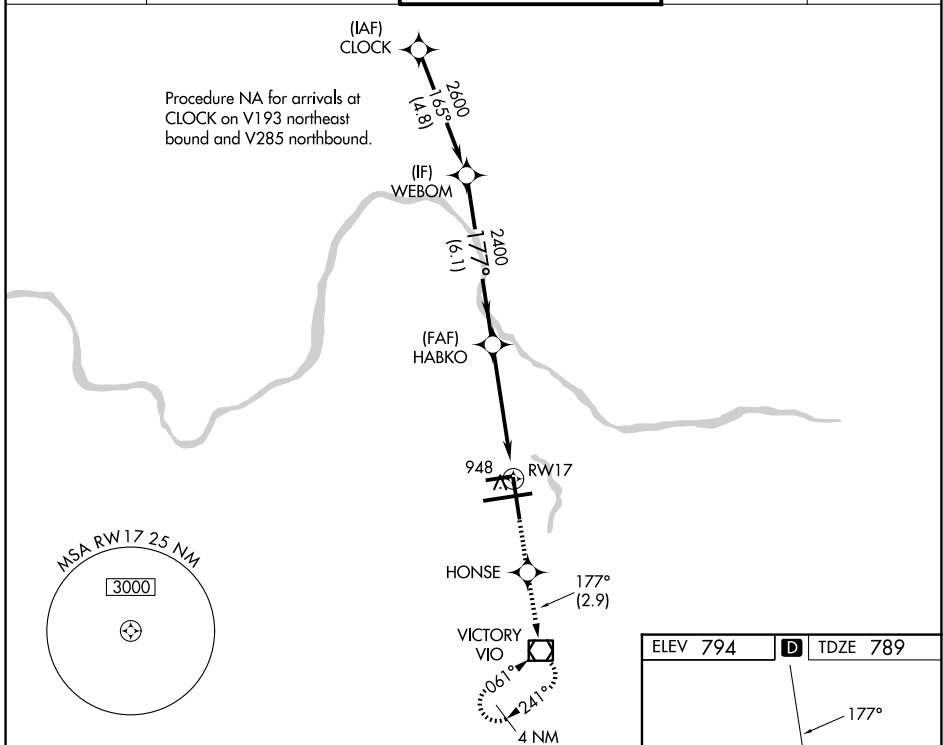 (IAF)
CLOCK
Procedure NA for arrivals at
CLOCK on V193 northeast
bound and V285 northbound.
2600
165°
(4.8)
(IF)
WEBOM
2400
177°
(6.1)
(FAF)
HABKO
948
RW17
MSA RW17 25 NM
3000
HONSE
177°
(2.9)
VICTORY
VIO
061°
241°
4 NM
ELEV 794 D TDZE 789
177°